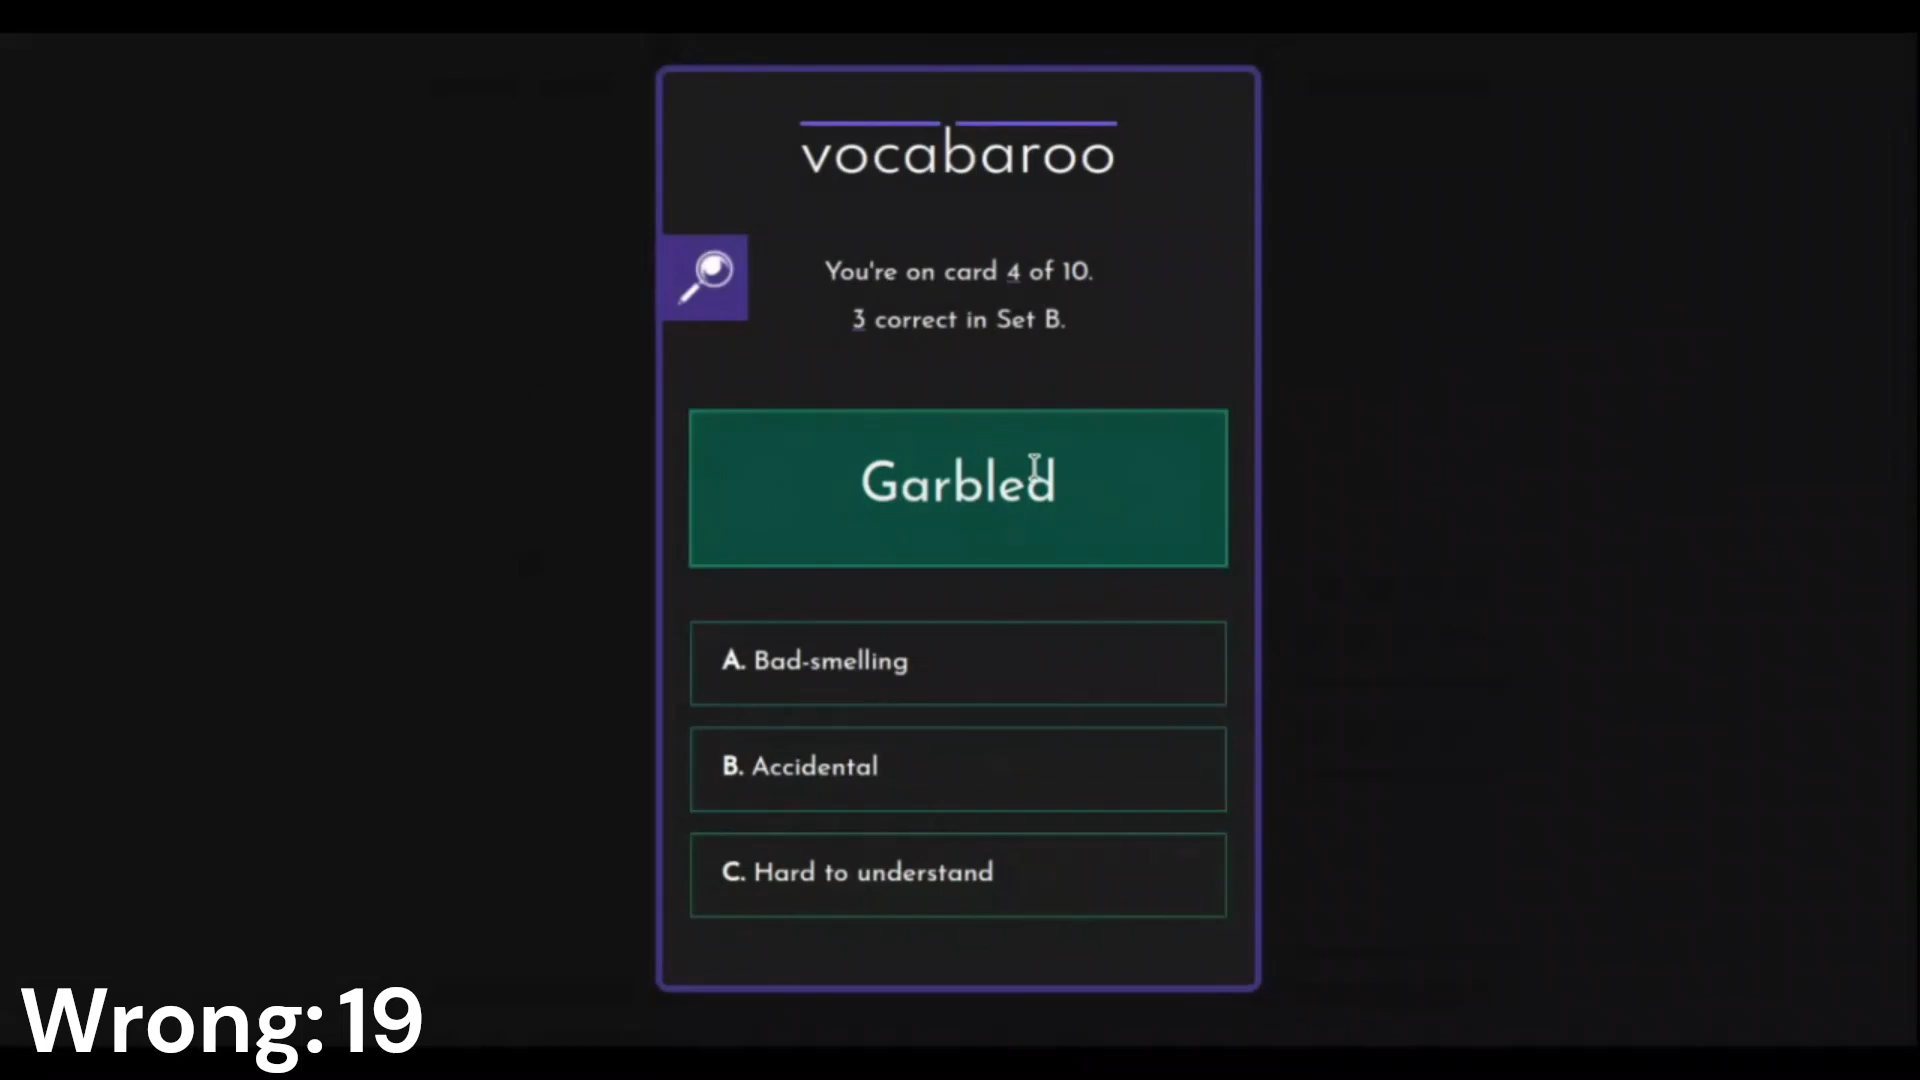 vocabaroo
You're on card 4 of 10.
3 correct in Set B.
Garbled
A. Bad-smelling
B. Accidental
C. Hard to understand
Wrong: 19